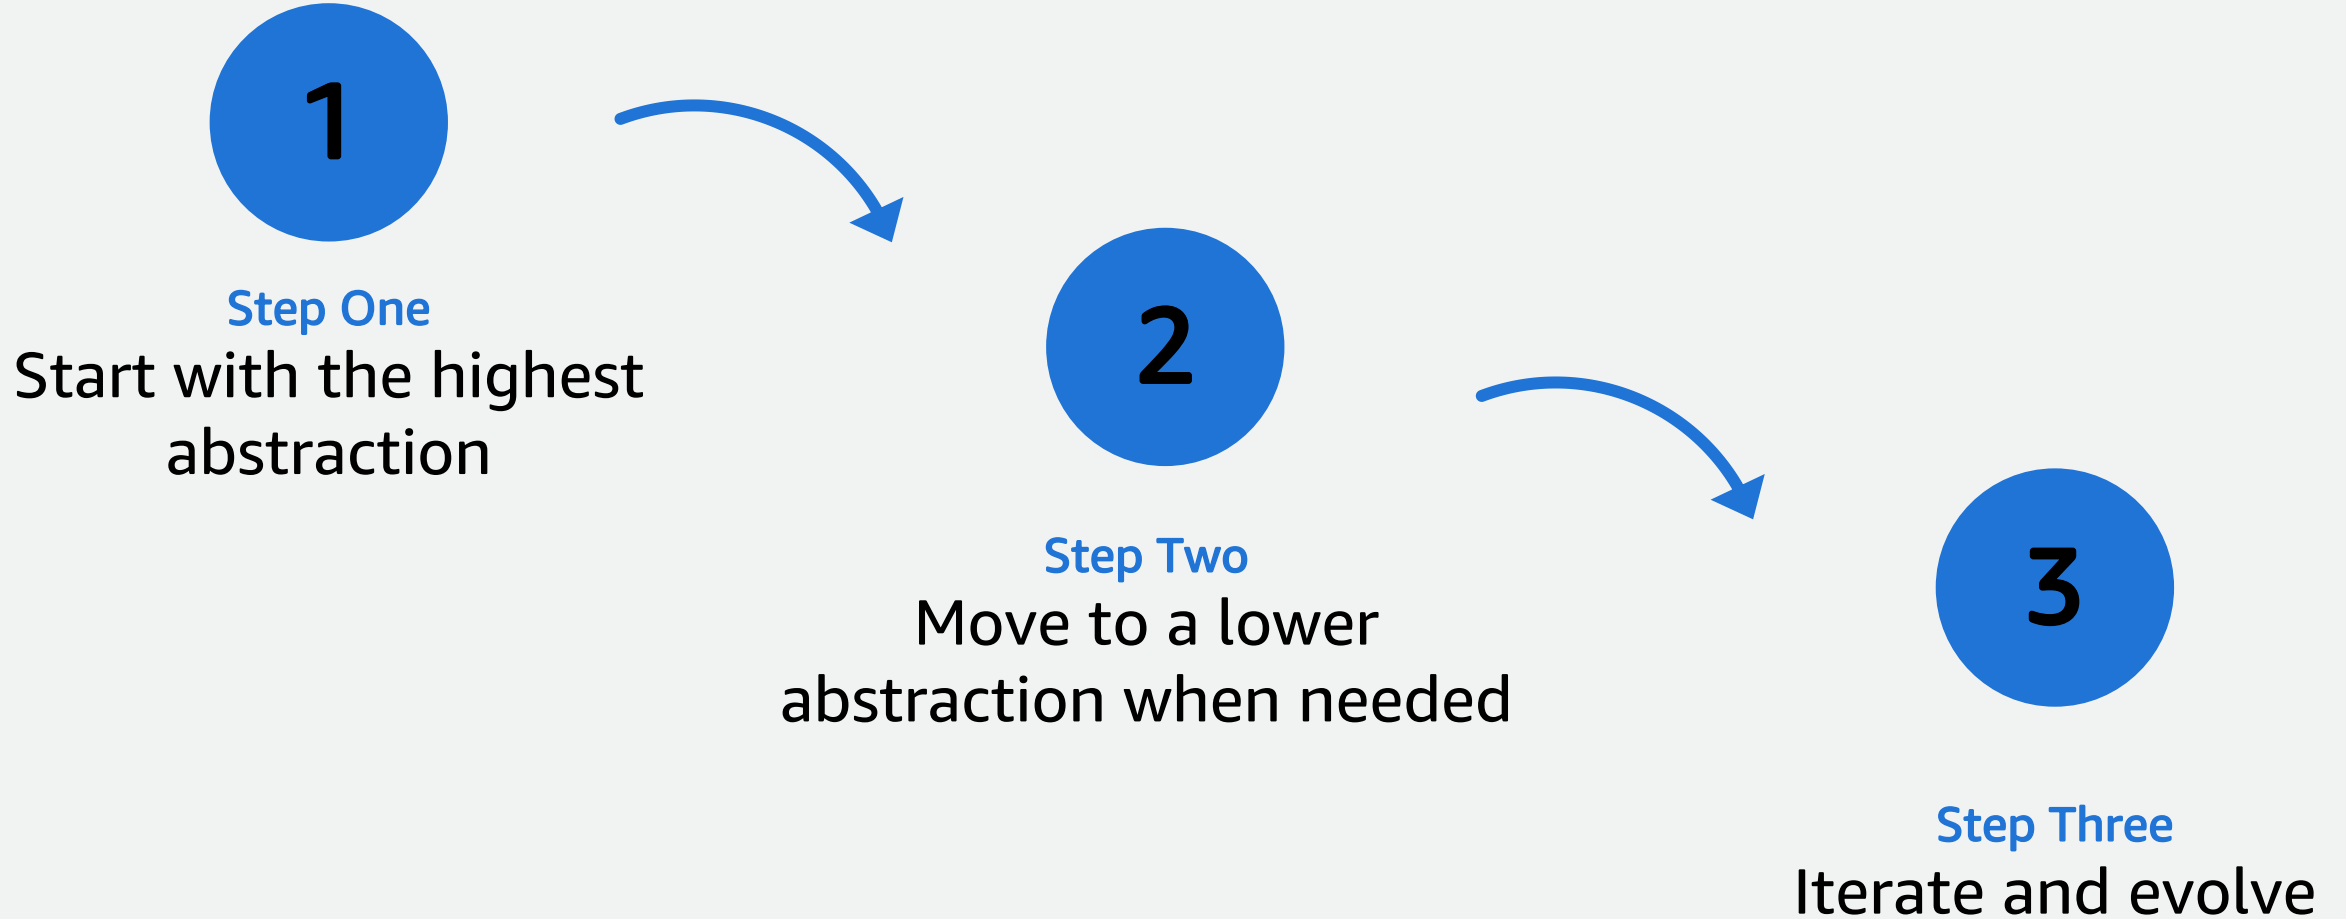 1
Step One
Start with the highest
abstraction
2
Step Two
Move to a lower
abstraction when needed
3
Step Three
Iterate and evolve